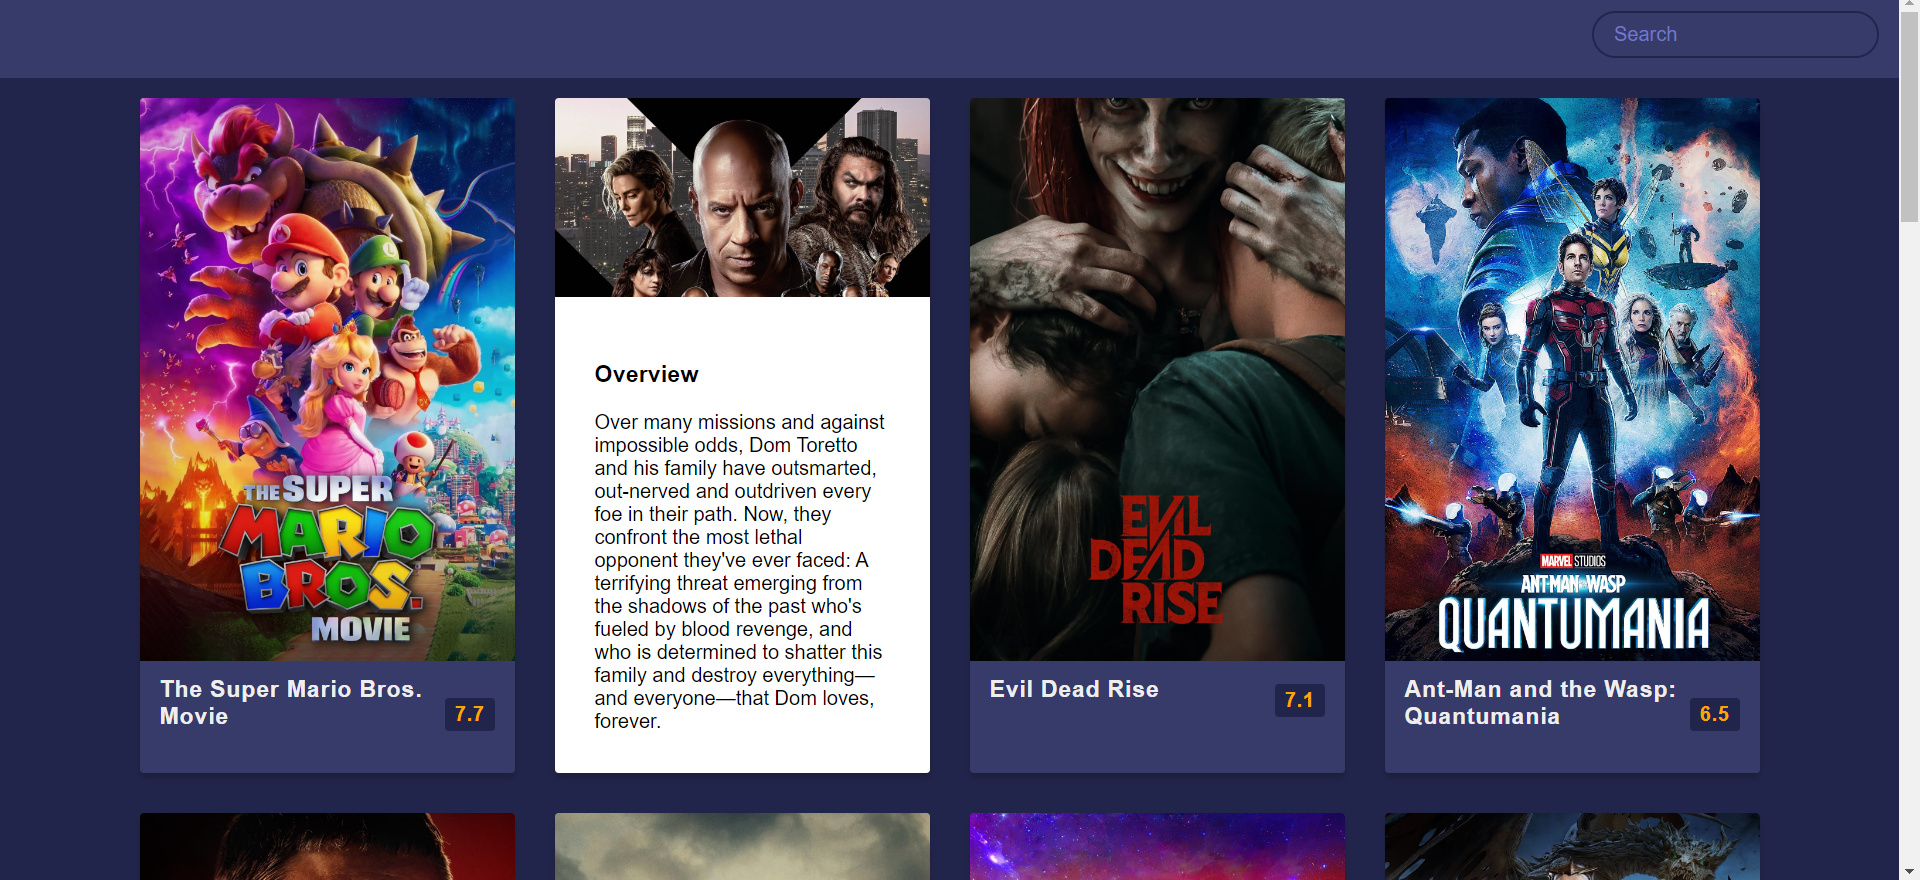 Search
THE SUPER
MARIO
BROS.
MOVIE
The Super Mario Bros.
Movie
7.7
Overview
Over many missions and against
impossible odds, Dom Toretto
and his family have outsmarted,
out-nerved and outdriven every
foe in their path. Now, they
confront the most lethal
opponent they've ever faced: A
terrifying threat emerging from
the shadows of the past who's
fueled by blood revenge, and
who is determined to shatter this
family and destroy everything—
and everyone—that Dom loves,
forever.
EVIL
DEAD
RISE
Evil Dead Rise
7.1
MARVEL STUDIOS
ANT-MAN AND THE WASP
QUANTUMANIA
Ant-Man and the Wasp:
Quantumania
6.5